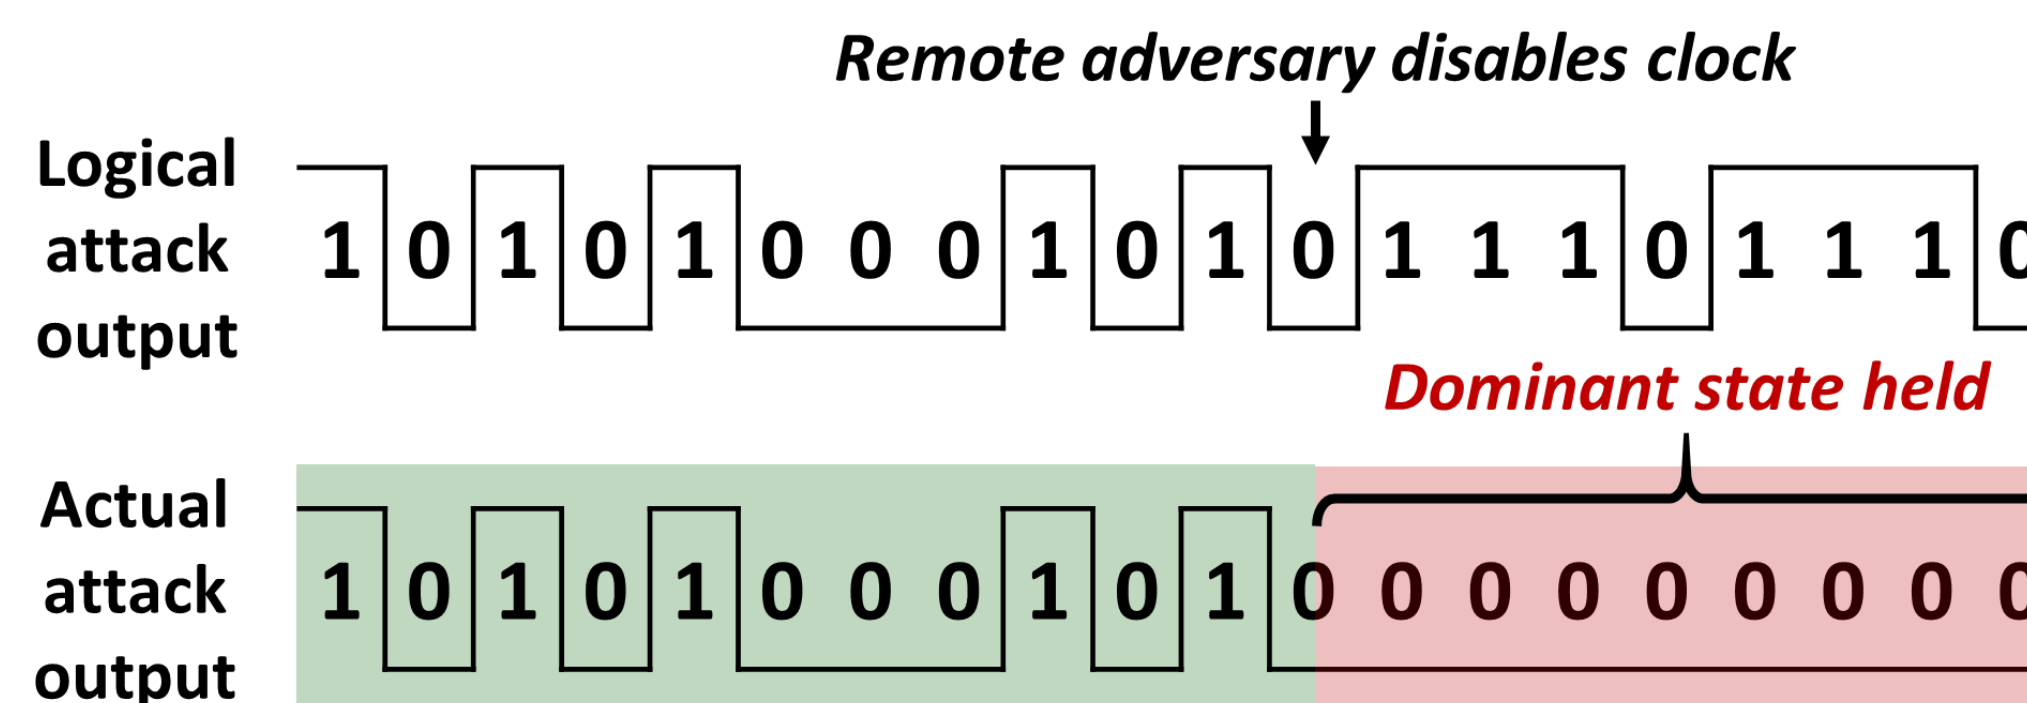 Remote adversary disables clock
Logical
attack
output
1 0 1 0 1 0 0 0 1 0 1 0 1 1 1 0 1 1 1 0
Dominant state held
Actual
attack
output
1 0 1 0 1 0 0 0 1 0 1 0 0 0 0 0 0 0 0 0